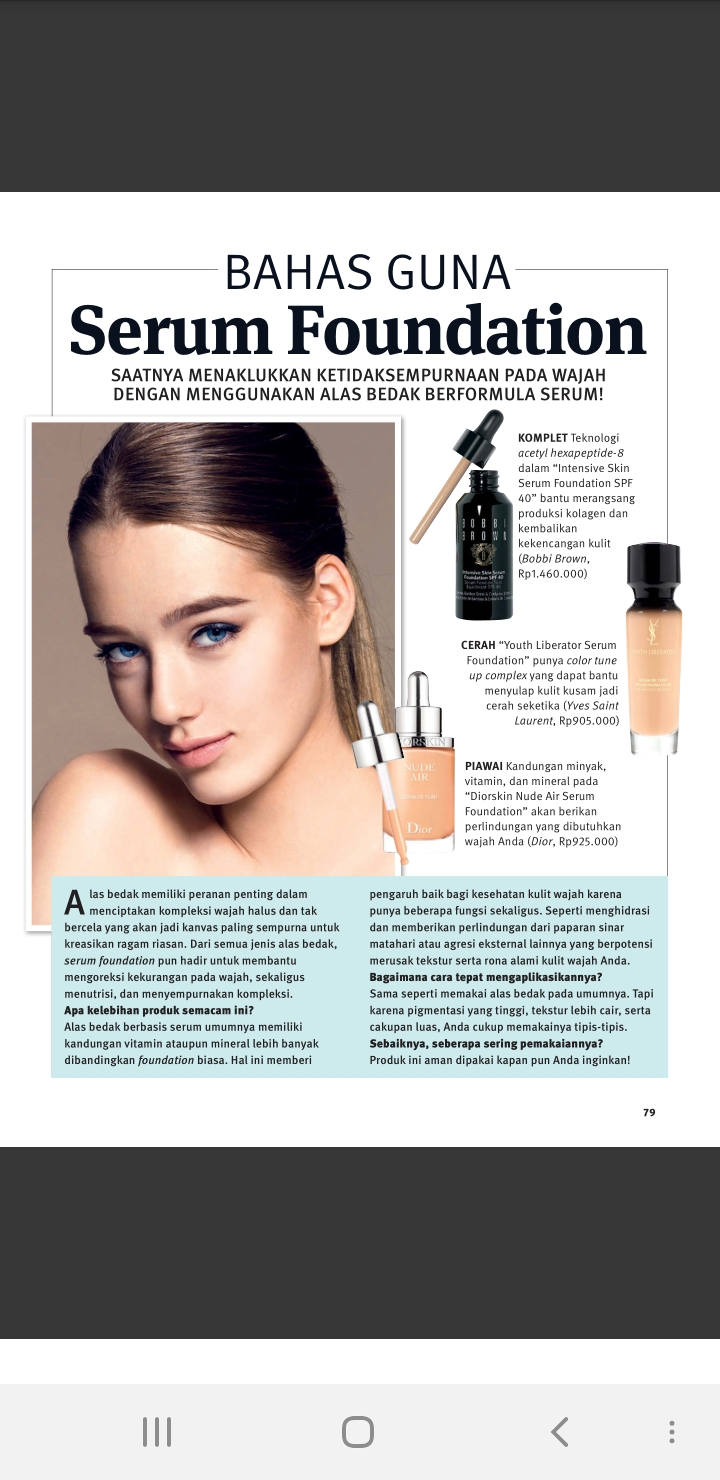 BAHAS GUNA
Serum Foundation
SAATNYA MENAKLUKKAN KETIDAKSEMPURNAAN PADA WAJAH
DENGAN MENGGUNAKAN ALAS BEDAK BERFORMULA SERUM!
KOMPLET Teknologi
acetyl hexapeptide-8
dalam “Intensive Skin
Serum Foundation SPF
40” bantu merangsang
produksi kolagen dan
kembalikan
kekencangan kulit
(Bobbi Brown,
Rp1.460.000)
BOBBI
BROWN
Intensive Skin Serum
Foundation SPF 40
CERAH “Youth Liberator Serum
Foundation” punya color tune
up complex yang dapat bantu
menyulap kulit kusam jadi
cerah seketika (Yves Saint
Laurent, Rp905.000)
YOUTH LIBERATOR
PIAWAI Kandungan minyak,
vitamin, dan mineral pada
“Diorskin Nude Air Serum
Foundation” akan berikan
perlindungan yang dibutuhkan
wajah Anda (Dior, Rp925.000)
DIORSKIN
NUDE
AIR
Dior
Alas bedak memiliki peranan penting dalam
menciptakan kompleksi wajah halus dan tak
bercela yang akan jadi kanvas paling sempurna untuk
kreasikan ragam riasan. Dari semua jenis alas bedak,
serum foundation pun hadir untuk membantu
mengoreksi kekurangan pada wajah, sekaligus
menutrisi, dan menyempurnakan kompleksi.
Apa kelebihan produk semacam ini?
Alas bedak berbasis serum umumnya memiliki
kandungan vitamin ataupun mineral lebih banyak
dibandingkan foundation biasa. Hal ini memberi
pengaruh baik bagi kesehatan kulit wajah karena
punya beberapa fungsi sekaligus. Seperti menghidrasi
dan memberikan perlindungan dari paparan sinar
matahari atau agresi eksternal lainnya yang berpotensi
merusak tekstur serta rona alami kulit wajah Anda.
Bagaimana cara tepat mengaplikasikannya?
Sama seperti memakai alas bedak pada umumnya. Tapi
karena pigmentasi yang tinggi, tekstur lebih cair, serta
cakupan luas, Anda cukup memakainya tipis-tipis.
Sebaiknya, seberapa sering pemakaiannya?
Produk ini aman dipakai kapan pun Anda inginkan!
79